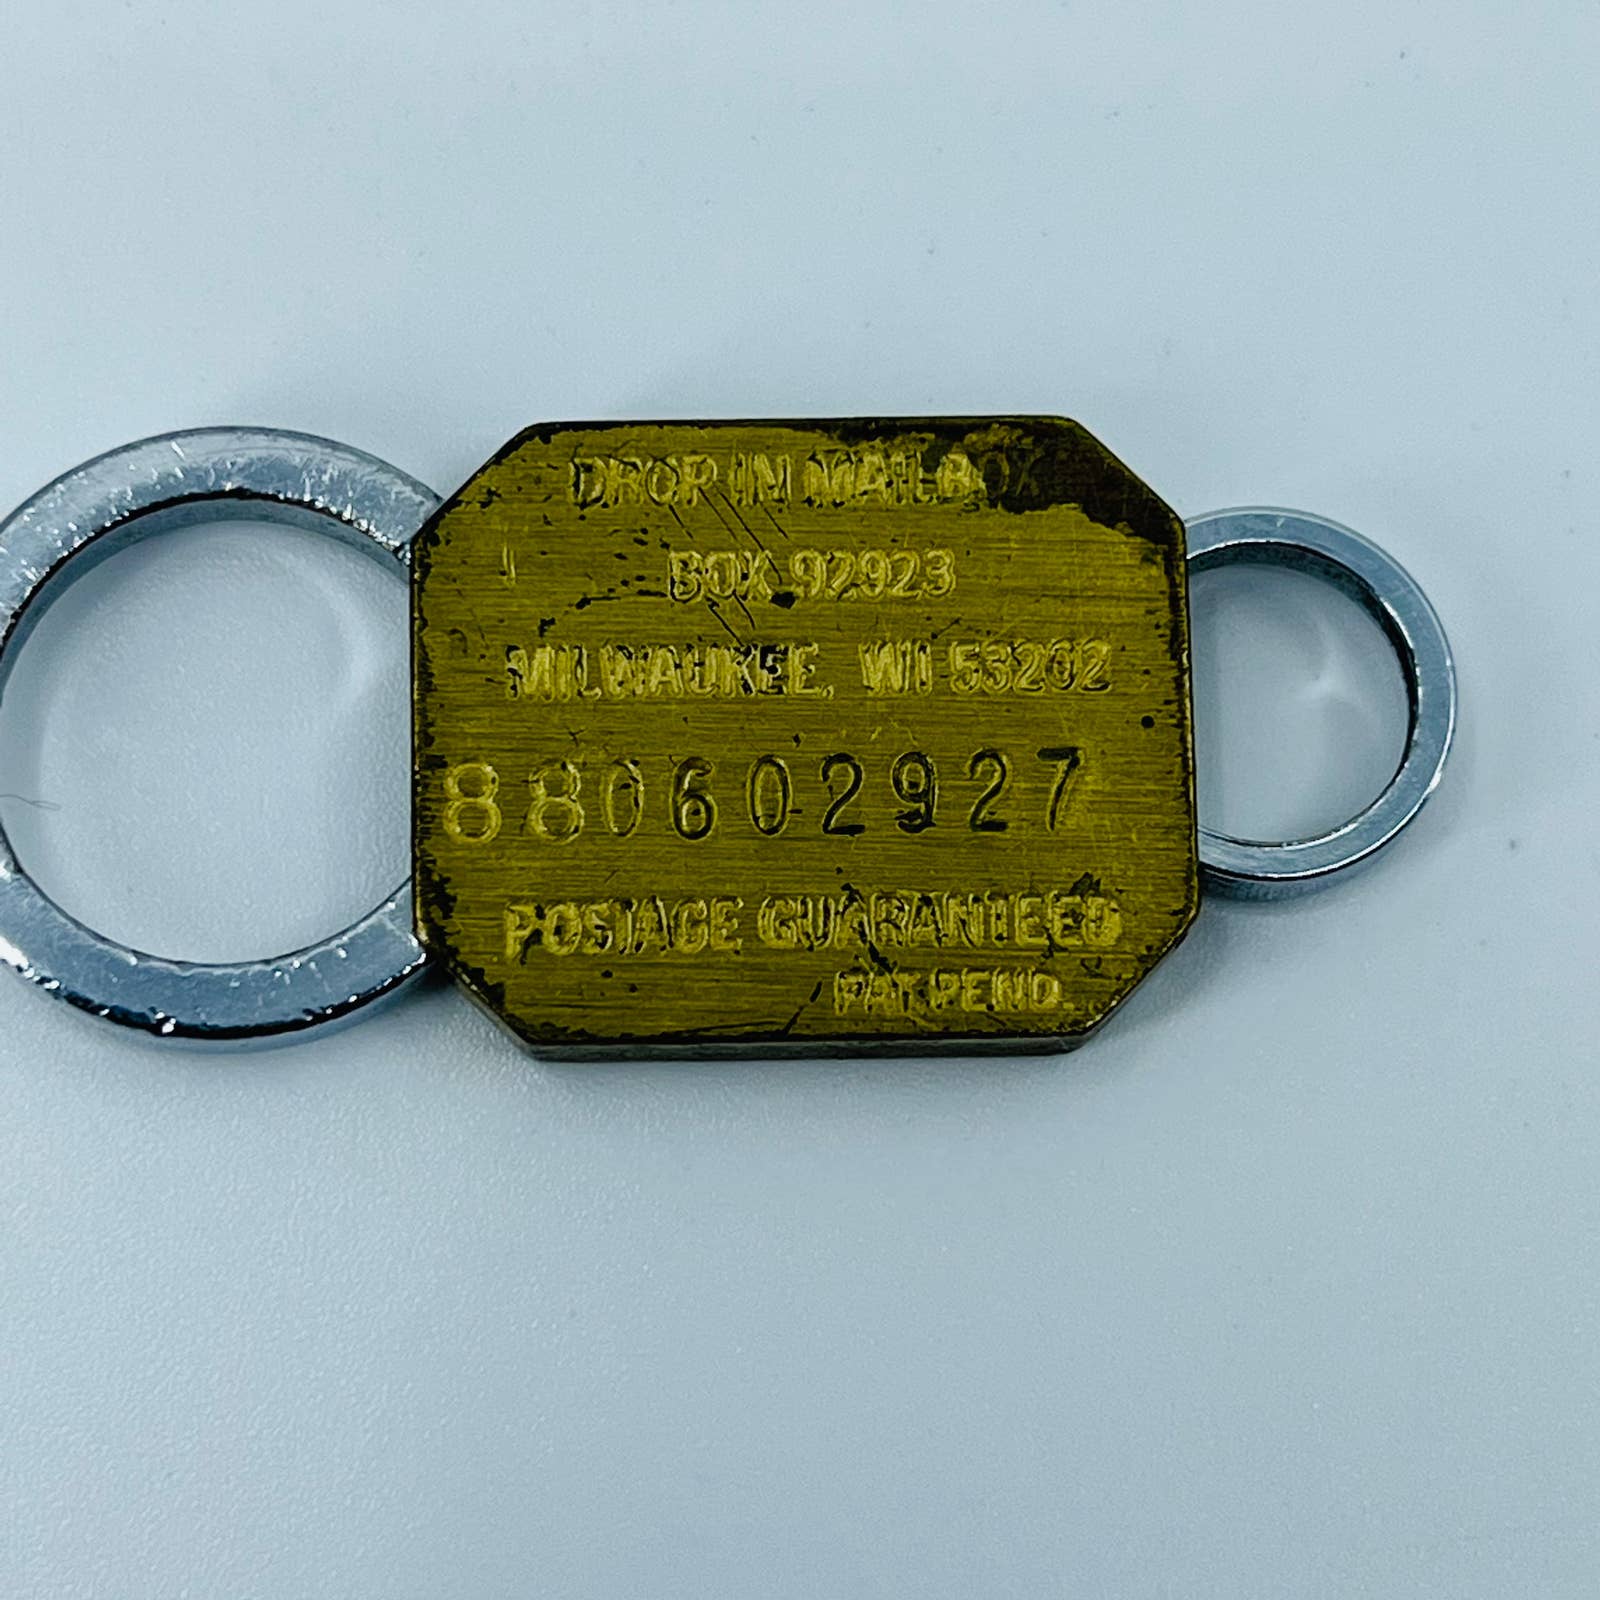 DROP IN MAILBOX
BOX 92923
MILWAUKEE, WI 53202
880602927
POSTAGE GUARANTEED
PAT. PEND.